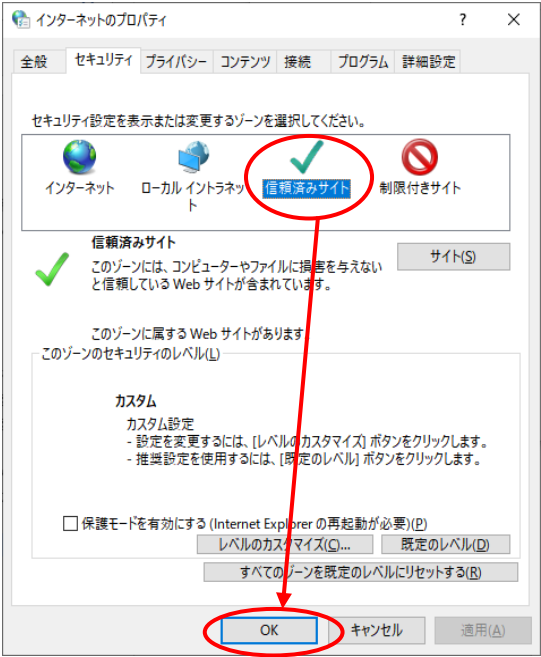 インターネットのプロパティ
?
全般 セキュリティ プライバシー コンテンツ 接続 プログラム 詳細設定
セキュリティ設定を表示または変更するゾーンを選択してください。
インターネット
ローカル イントラネッ
ト
信頼済みサイト
制限付きサイト
信頼済みサイト
サイト(S)
このゾーンには、コンピューターやファイルに損害を与えない
と信頼している Web サイトが含まれています。
このゾーンに属する Web サイトがあります。
このゾーンのセキュリティのレベル(L)
カスタム
カスタム設定
- 設定を変更するには、[レベルのカスタマイズ] ボタンをクリックします。
- 推奨設定を使用するには、[既定のレベル] ボタンをクリックします。
保護モードを有効にする (Internet Explorer の再起動が必要)(P)
レベルのカスタマイズ(C)... 既定のレベル(D)
すべてのゾーンを既定のレベルにリセットする(R)
OK キャンセル 適用(A)